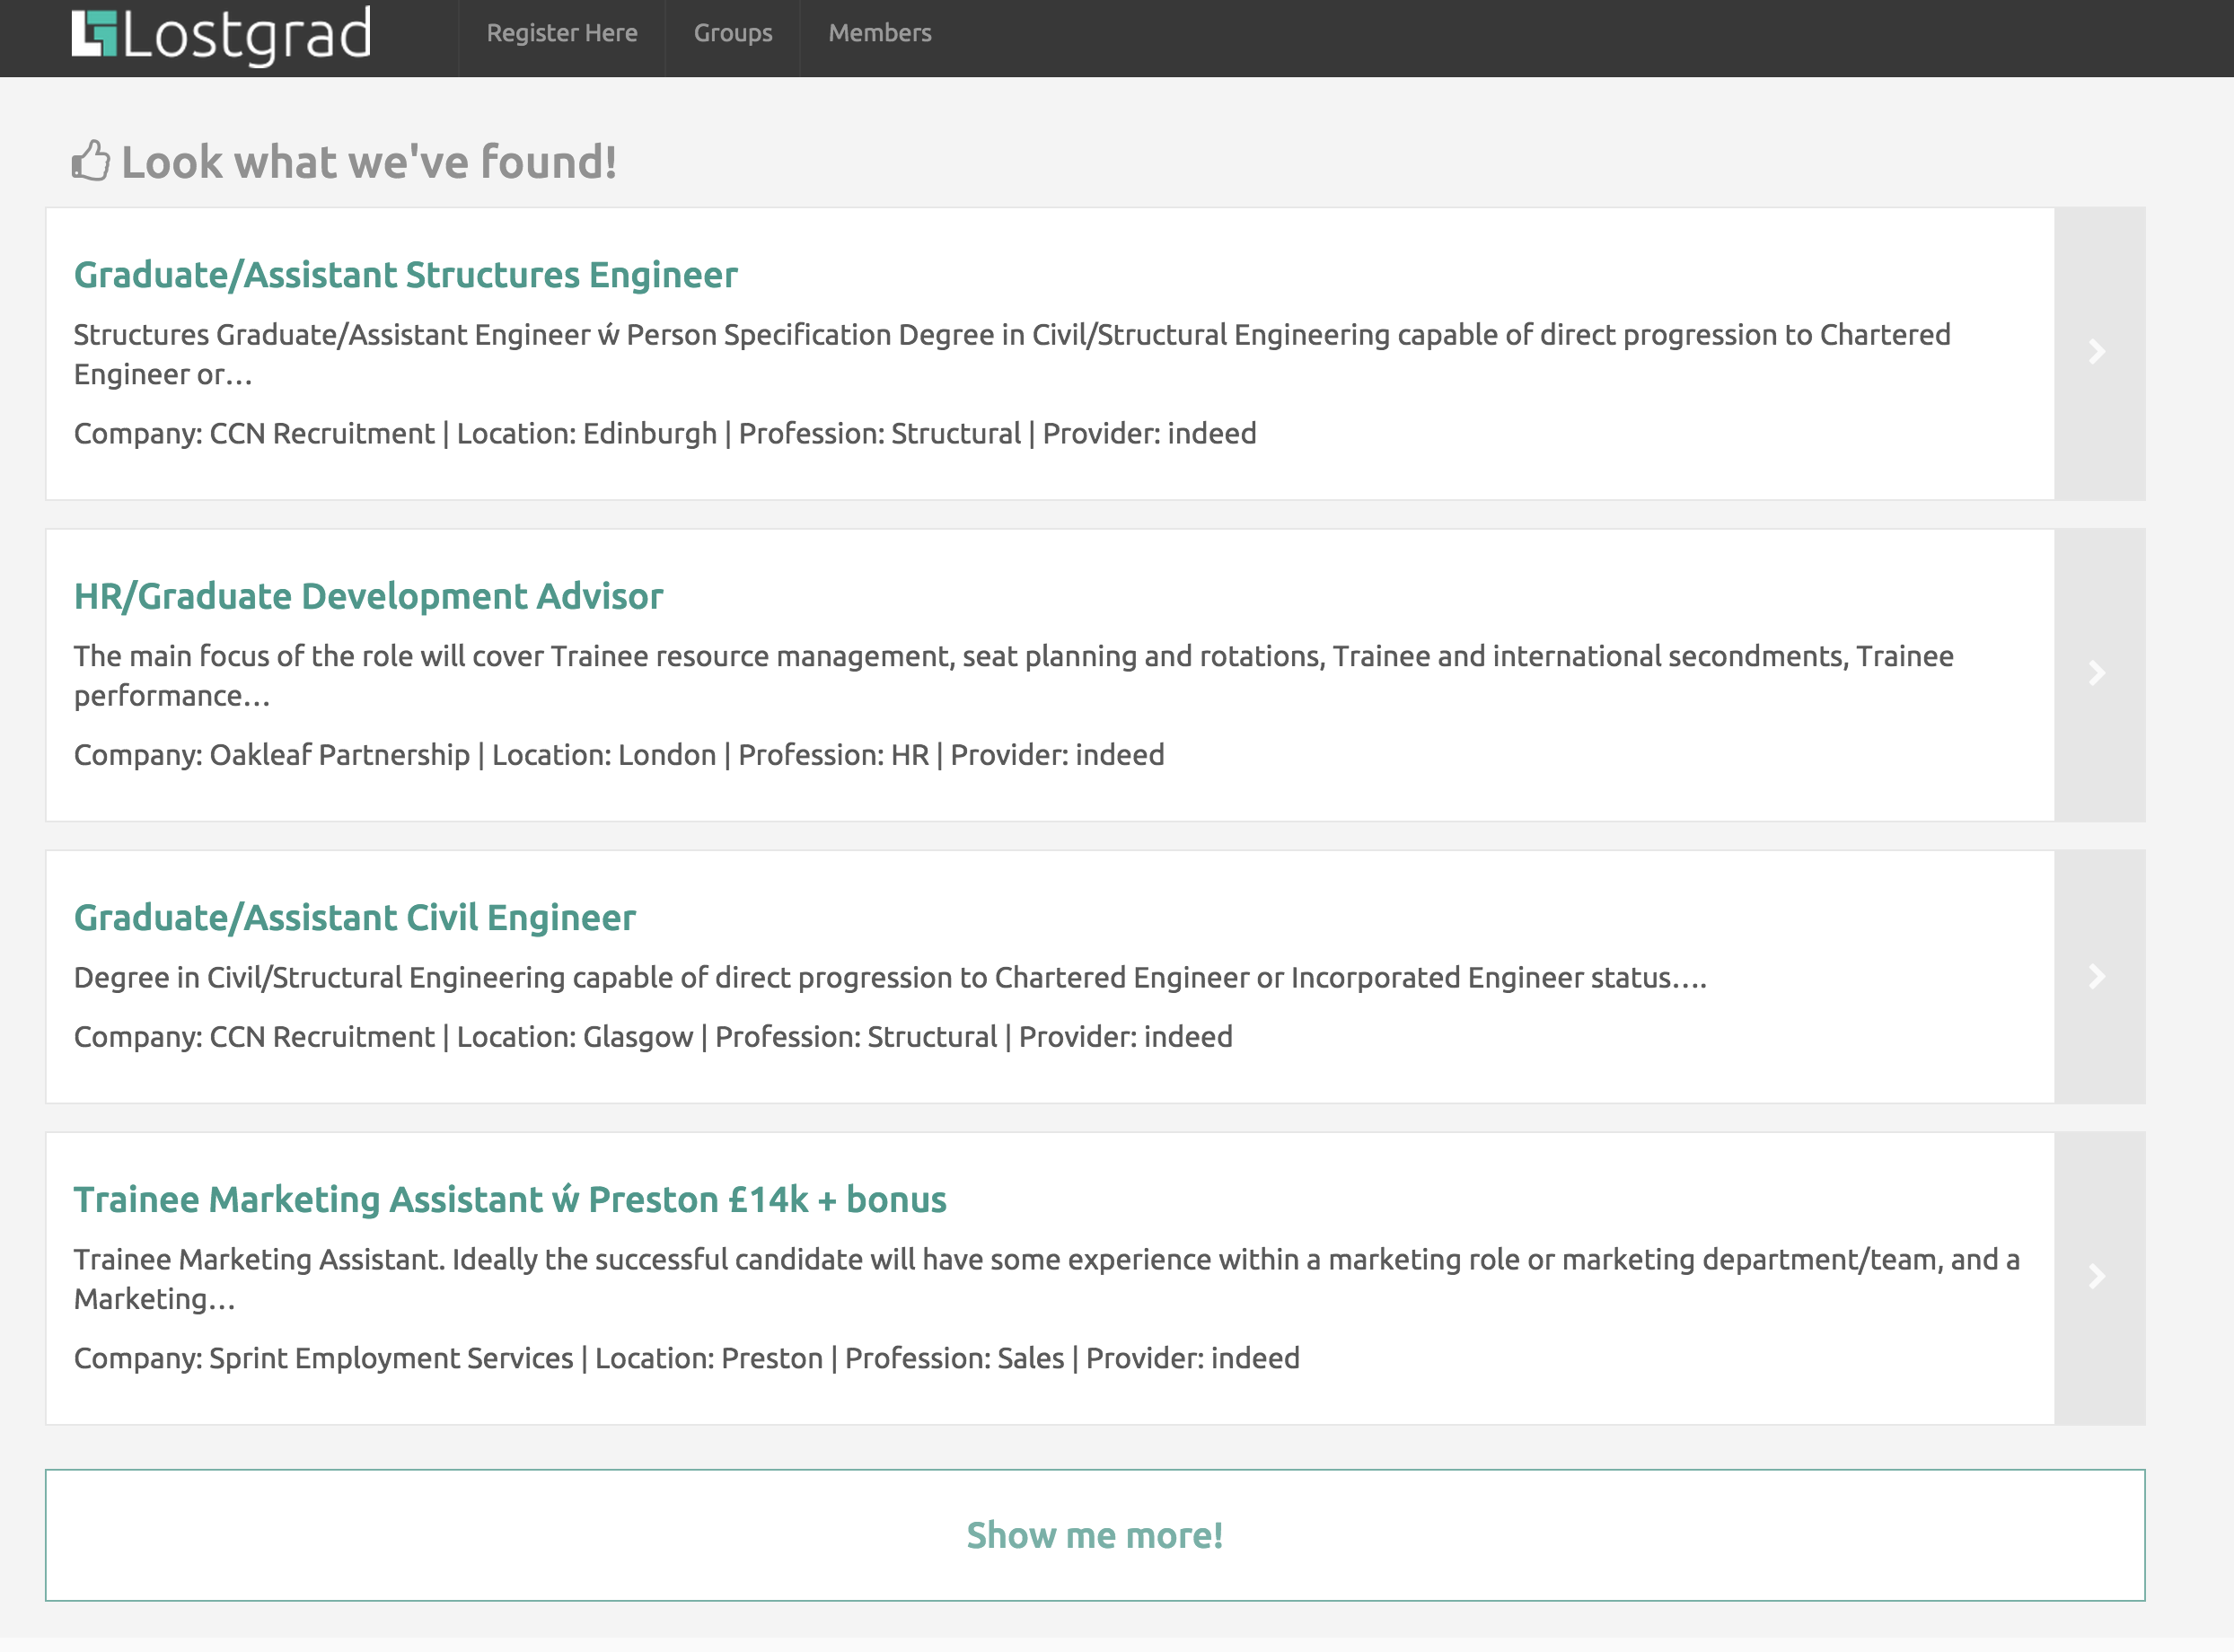 Lostgrad
Register Here
Groups
Members
Look what we've found!
Graduate/Assistant Structures Engineer
Structures Graduate/Assistant Engineer ẃ Person Specification Degree in Civil/Structural Engineering capable of direct progression to Chartered
Engineer or…
Company: CCN Recruitment | Location: Edinburgh | Profession: Structural | Provider: indeed
HR/Graduate Development Advisor
The main focus of the role will cover Trainee resource management, seat planning and rotations, Trainee and international secondments, Trainee
performance…
Company: Oakleaf Partnership | Location: London | Profession: HR | Provider: indeed
Graduate/Assistant Civil Engineer
Degree in Civil/Structural Engineering capable of direct progression to Chartered Engineer or Incorporated Engineer status….
Company: CCN Recruitment | Location: Glasgow | Profession: Structural | Provider: indeed
Trainee Marketing Assistant ẃ Preston £14k + bonus
Trainee Marketing Assistant. Ideally the successful candidate will have some experience within a marketing role or marketing department/team, and a
Marketing…
Company: Sprint Employment Services | Location: Preston | Profession: Sales | Provider: indeed
Show me more!